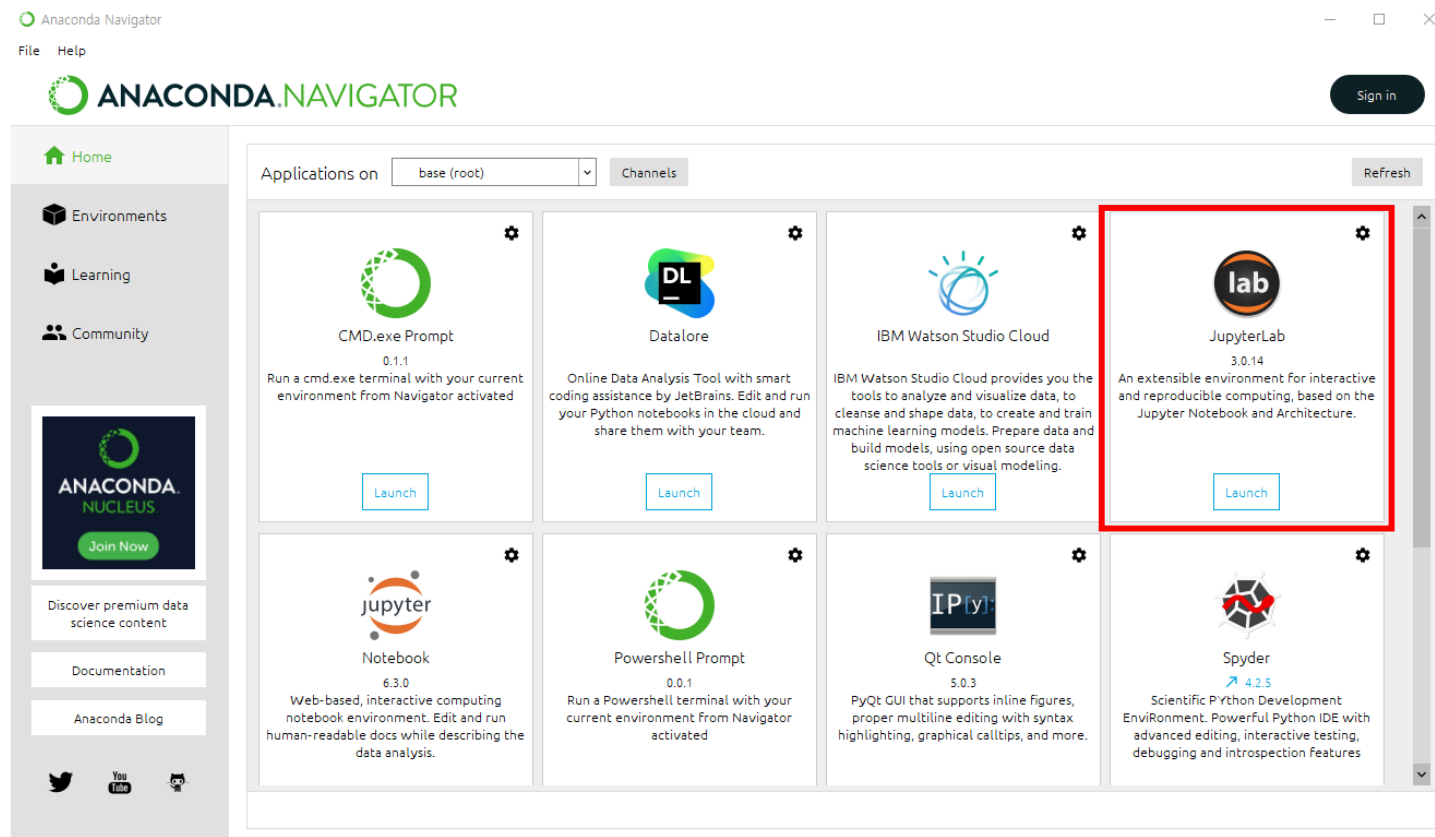 Anaconda Navigator
File Help
ANACONDA.NAVIGATOR
Sign in
Home
Environments
Learning
Community
ANACONDA.
NUCLEUS
Join Now
Discover premium data
science content
Documentation
Anaconda Blog
You
Tube
Applications on base (root) Channels Refresh
CMD.exe Prompt
0.1.1
Run a cmd.exe terminal with your current
environment from Navigator activated
Launch
DL
Datalore
Online Data Analysis Tool with smart
coding assistance by JetBrains. Edit and run
your Python notebooks in the cloud and
share them with your team.
Launch
IBM Watson Studio Cloud
IBM Watson Studio Cloud provides you the
tools to analyze and visualize data, to
cleanse and shape data, to create and train
machine learning models. Prepare data and
build models, using open source data
science tools or visual modeling.
Launch
lab
JupyterLab
3.0.14
An extensible environment for interactive
and reproducible computing, based on the
Jupyter Notebook and Architecture.
Launch
jupyter
Notebook
6.3.0
Web-based, interactive computing
notebook environment. Edit and run
human-readable docs while describing the
data analysis.
Powershell Prompt
0.0.1
Run a Powershell terminal with your
current environment from Navigator
activated
IP[y]:
Qt Console
5.0.3
PyQt GUI that supports inline figures,
proper multiline editing with syntax
highlighting, graphical calltips, and more.
Spyder
4.2.5
Scientific PYthon Development
EnviRonment. Powerful Python IDE with
advanced editing, interactive testing,
debugging and introspection features